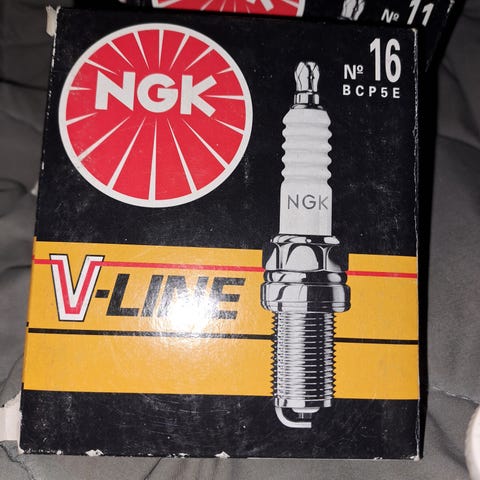 Nº 11
NGK
Nº 16
BCP5E
NGK
V-LINE